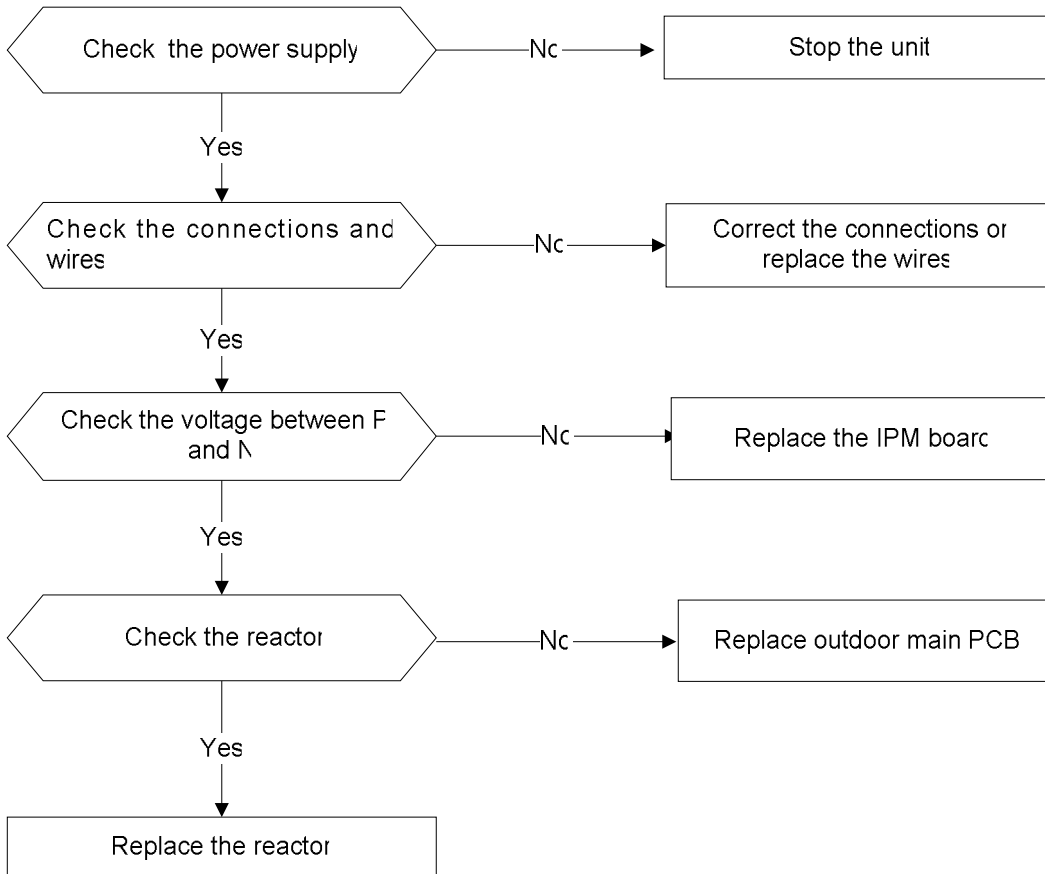 Check the power supply
No
Stop the unit
Yes
Check the connections and
wires
No
Correct the connections or
replace the wires
Yes
Check the voltage between P
and N
No
Replace the IPM board
Yes
Check the reactor
No
Replace outdoor main PCB
Yes
Replace the reactor